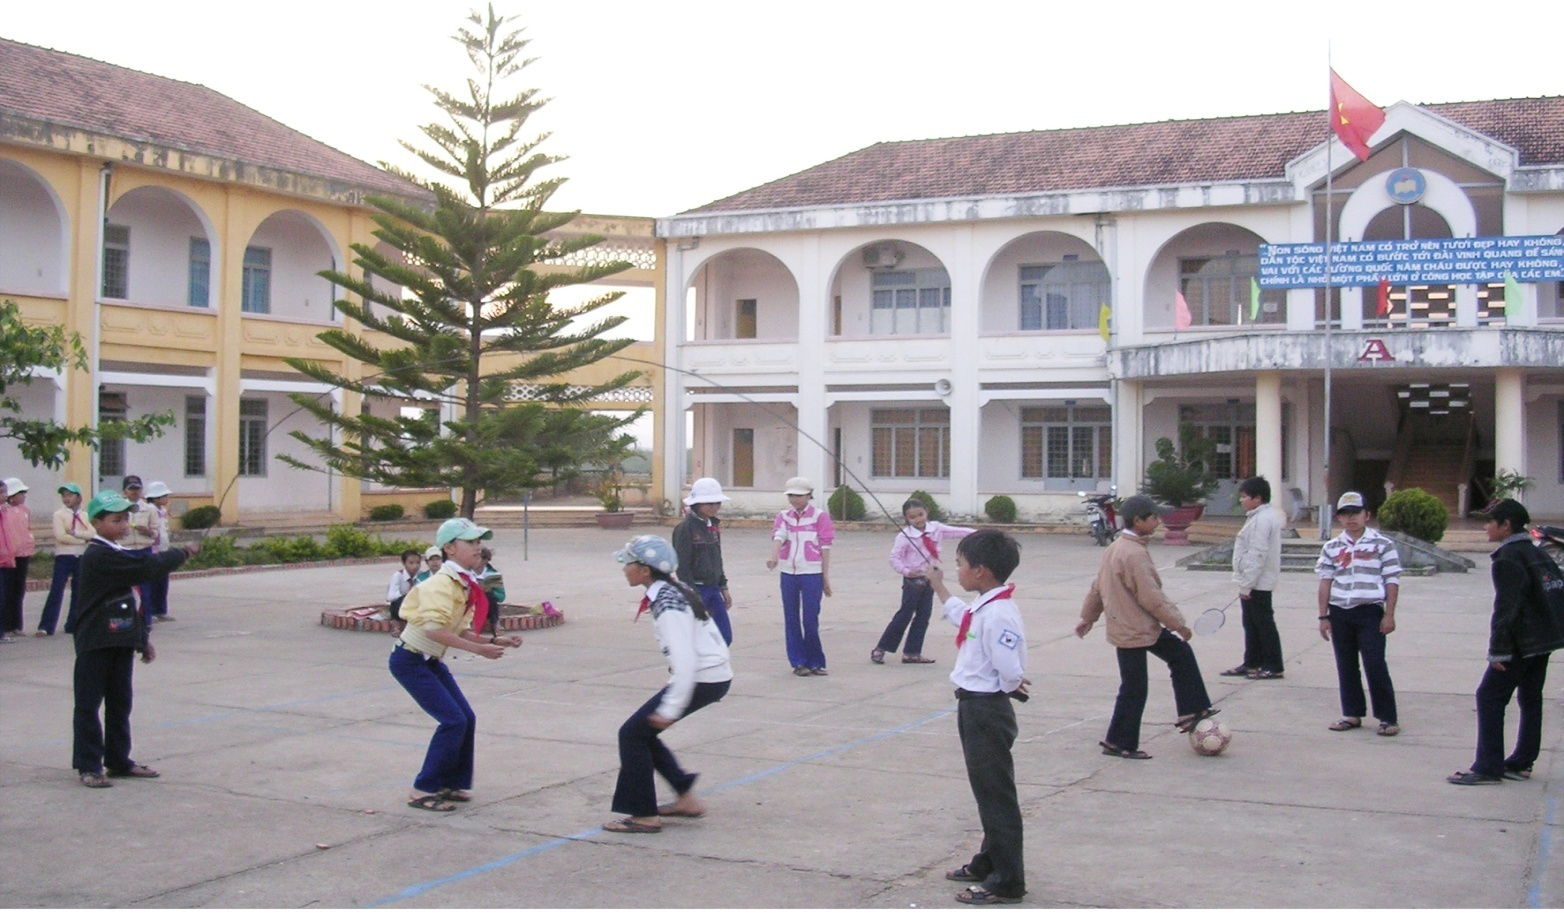 "NON SÔNG VIỆT NAM CÓ TRỞ NÊN TƯƠI ĐẸP HAY KHÔNG,
DÂN TỘC VIỆT NAM CÓ BƯỚC TỚI ĐÀI VINH QUANG ĐỂ SÁNH
VAI VỚI CÁC CƯỜNG QUỐC NĂM CHÂU ĐƯỢC HAY KHÔNG,
CHÍNH LÀ NHỜ MỘT PHẦN LỚN Ở CÔNG HỌC TẬP CỦA CÁC EM.
A